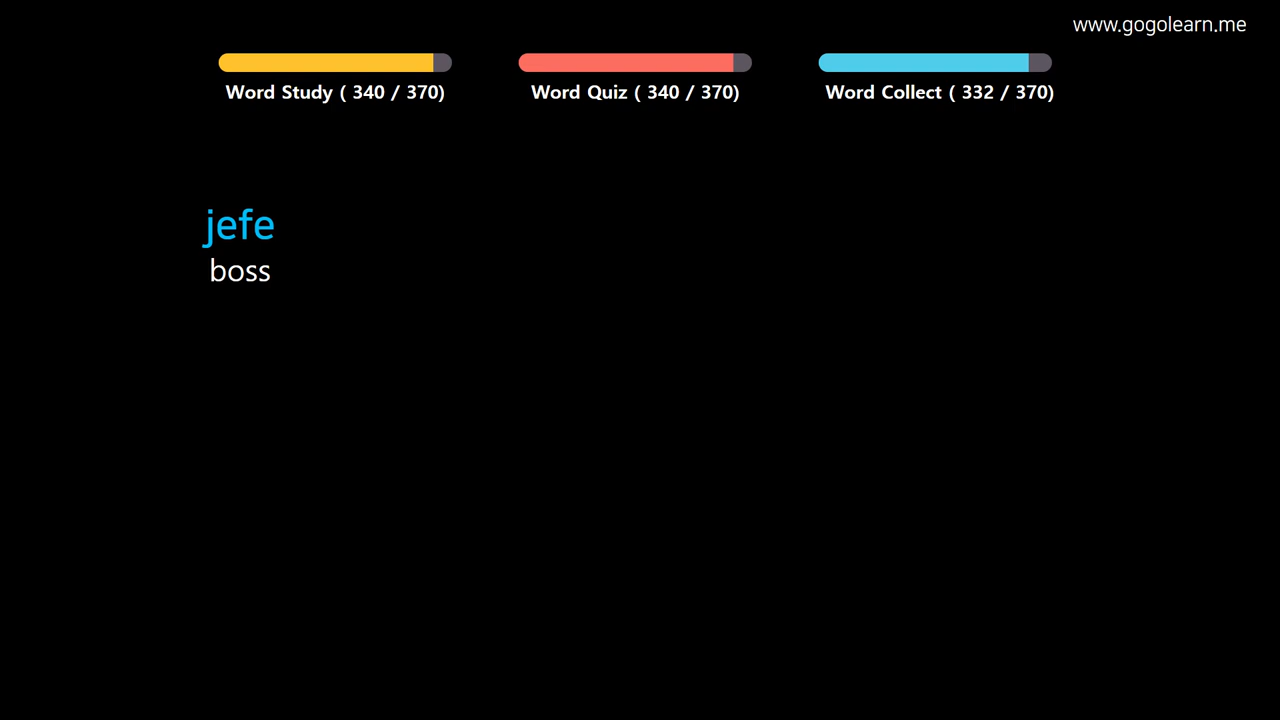 www.gogolearn.me
Word Study ( 340 / 370)
Word Quiz ( 340 / 370)
Word Collect ( 332 / 370)
jefe
boss